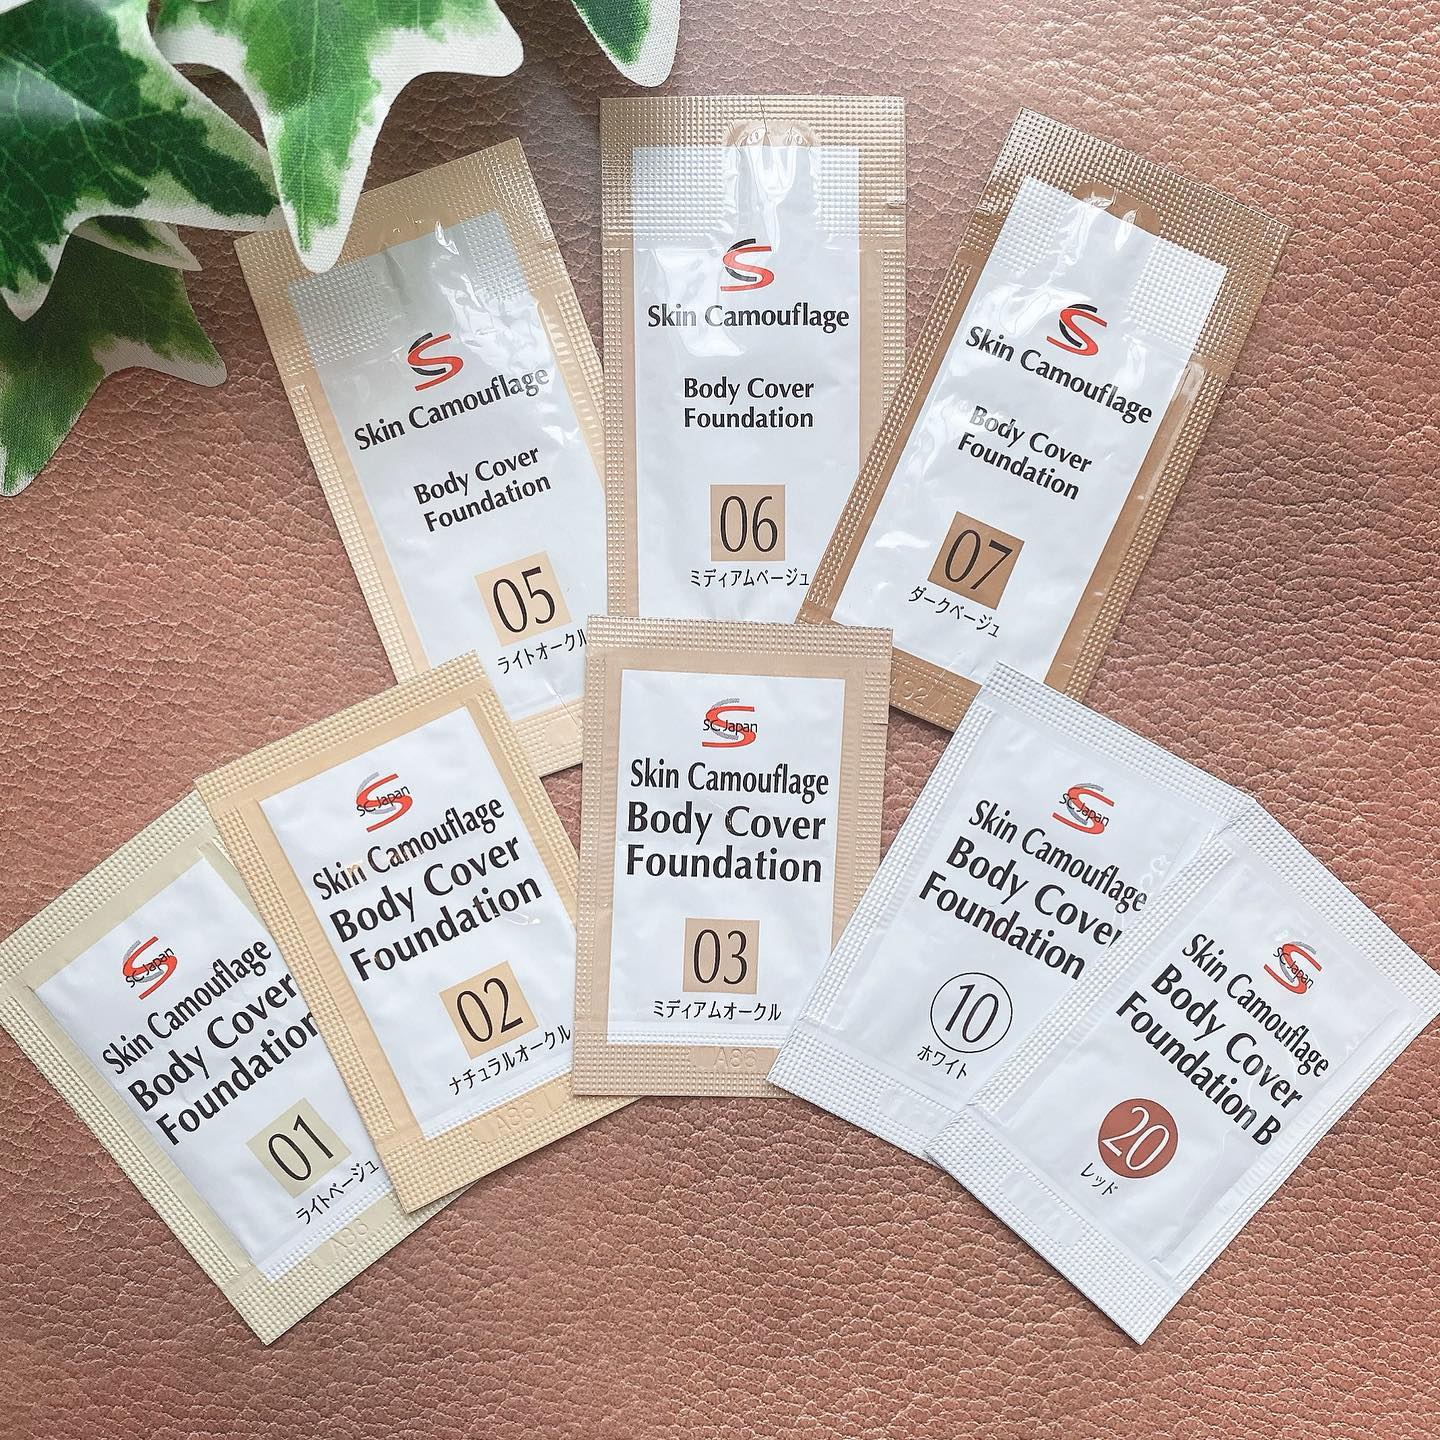 Skin Camouflage
Body Cover
Foundation
05
ライトオークル
Skin Camouflage
Body Cover
Foundation
06
ミディアムベージュ
Skin Camouflage
Body Cover
Foundation
07
ダークベージュ
SC Japan
Skin Camouflage
Body Cover
Foundation
01
ライトベージュ
A88
SC Japan
Skin Camouflage
Body Cover
Foundation
02
ナチュラルオークル
SC Japan
Skin Camouflage
Body Cover
Foundation
03
ミディアムオークル
SC Japan
Skin Camouflage
Body Cover
Foundation
10
ホワイト
SC Japan
Skin Camouflage
Body Cover
Foundation B
20
レッド